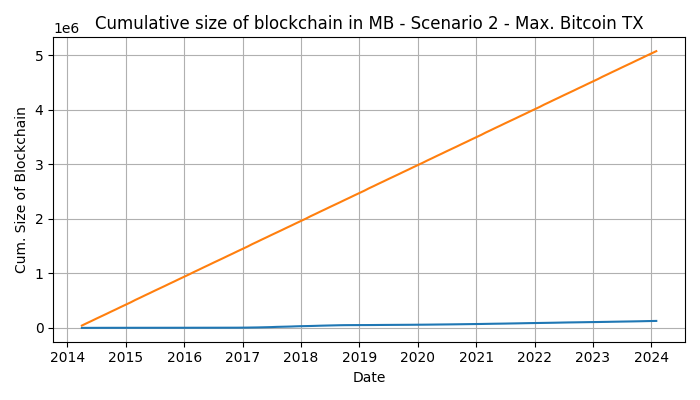 Cumulative size of blockchain in MB - Scenario 2 - Max. Bitcoin TX
1e6
5
4
3
2
1
0
Cum. Size of Blockchain
2014 2015 2016 2017 2018 2019 2020 2021 2022 2023 2024
Date